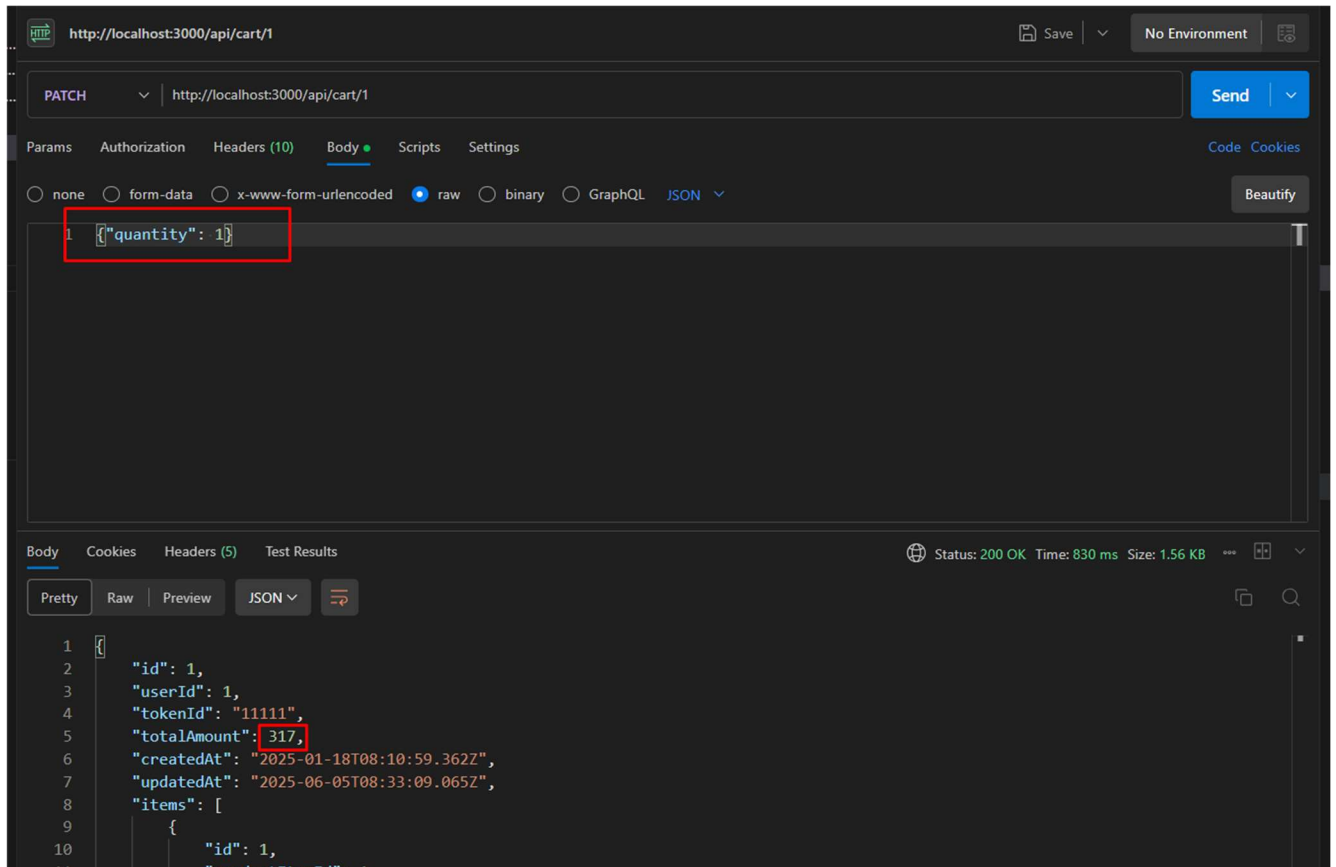 HTTP http://localhost:3000/api/cart/1 Save No Environment
PATCH http://localhost:3000/api/cart/1 Send
Params Authorization Headers (10) Body Scripts Settings Code Cookies
none form-data x-www-form-urlencoded raw binary GraphQL JSON Beautify
1 {"quantity": 1}
Body Cookies Headers (5) Test Results Status: 200 OK Time: 830 ms Size: 1.56 KB
Pretty Raw Preview JSON
1 {
2 "id": 1,
3 "userId": 1,
4 "tokenId": "11111",
5 "totalAmount": 317,
6 "createdAt": "2025-01-18T08:10:59.362Z",
7 "updatedAt": "2025-06-05T08:33:09.065Z",
8 "items": [
9 {
10 "id": 1,